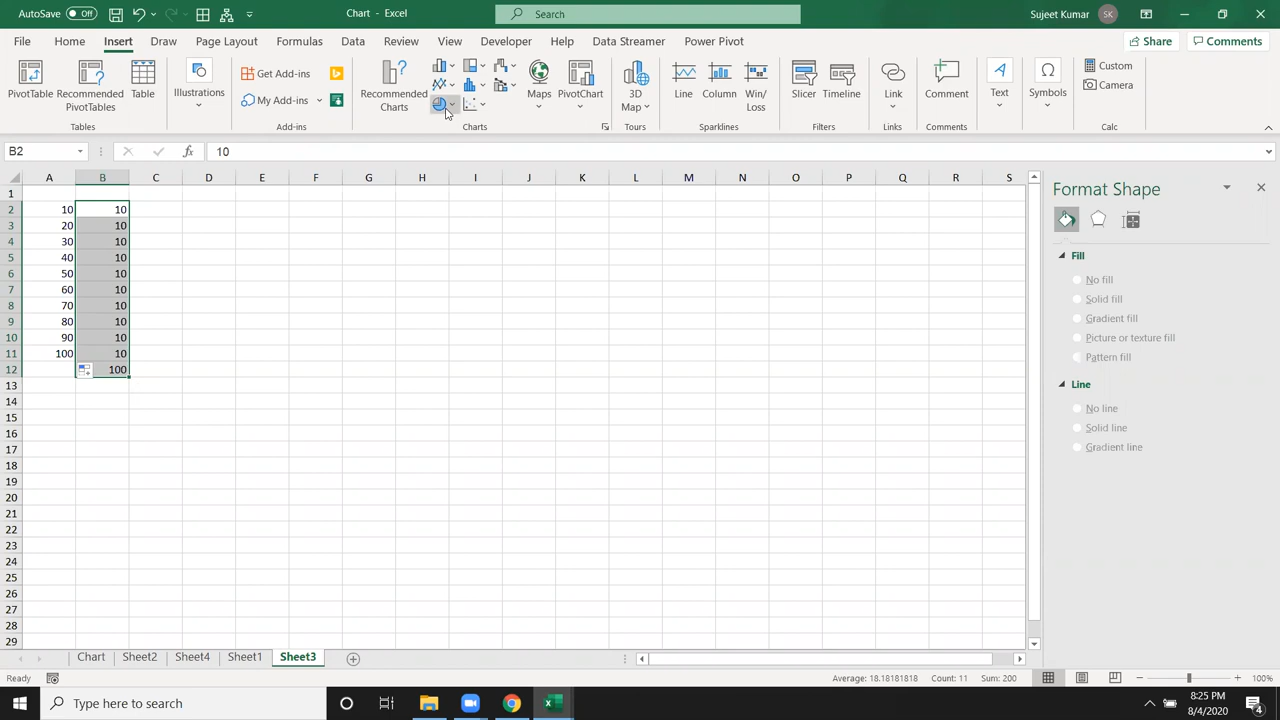 AutoSave Off Chart - Excel Search Sujeet Kumar SK
File Home Insert Draw Page Layout Formulas Data Review View Developer Help Data Streamer Power Pivot Share Comments
PivotTable Recommended PivotTables Table Get Add-ins My Add-ins Illustrations Recommended Charts Maps PivotChart 3D Map Line Column Win/Loss Slicer Timeline Link Comment Text Symbols Custom Camera
Tables Add-ins Charts Tours Sparklines Filters Links Comments Calc
B2 fx 10
A B C D E F G H I J K L M N O P Q R S
1
2 10 10
3 20 10
4 30 10
5 40 10
6 50 10
7 60 10
8 70 10
9 80 10
10 90 10
11 100 10
12 100
13
14
15
16
17
18
19
20
21
22
23
24
25
26
27
28
29
Format Shape
Fill
No fill
Solid fill
Gradient fill
Picture or texture fill
Pattern fill
Line
No line
Solid line
Gradient line
Chart Sheet2 Sheet4 Sheet1 Sheet3
Ready Average: 18.18181818 Count: 11 Sum: 200 100%
Type here to search 8:25 PM
8/4/2020